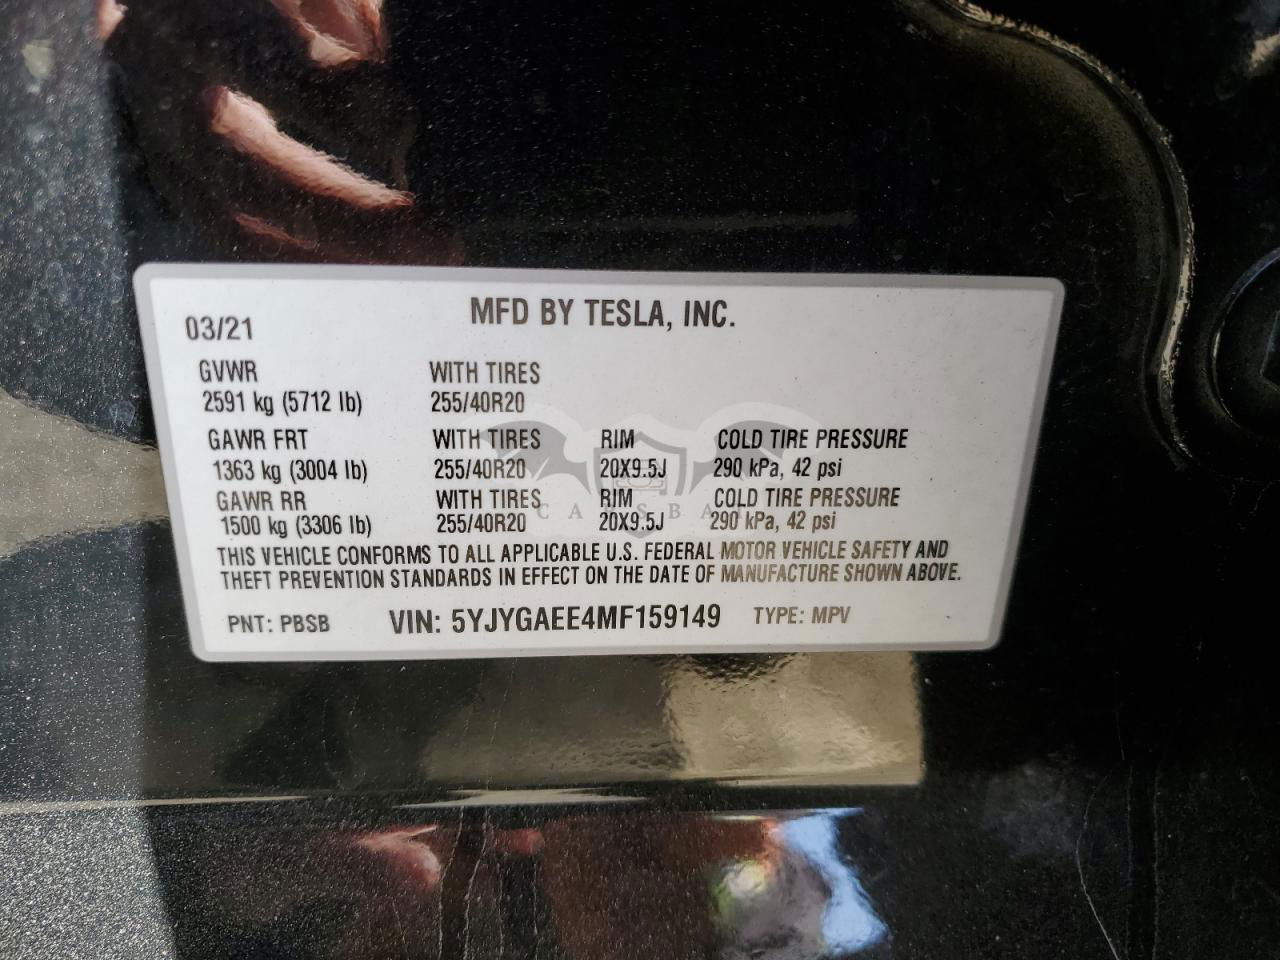 MFD BY TESLA, INC.
03/21
GVWR WITH TIRES
2591 kg (5712 lb) 255/40R20
GAWR FRT WITH TIRES RIM COLD TIRE PRESSURE
1363 kg (3004 lb) 255/40R20 20X9.5J 290 kPa, 42 psi
GAWR RR WITH TIRES RIM COLD TIRE PRESSURE
1500 kg (3306 lb) 255/40R20 20X9.5J 290 kPa, 42 psi
THIS VEHICLE CONFORMS TO ALL APPLICABLE U.S. FEDERAL MOTOR VEHICLE SAFETY AND
THEFT PREVENTION STANDARDS IN EFFECT ON THE DATE OF MANUFACTURE SHOWN ABOVE.
PNT: PBSB VIN: 5YJYGAEE4MF159149 TYPE: MPV